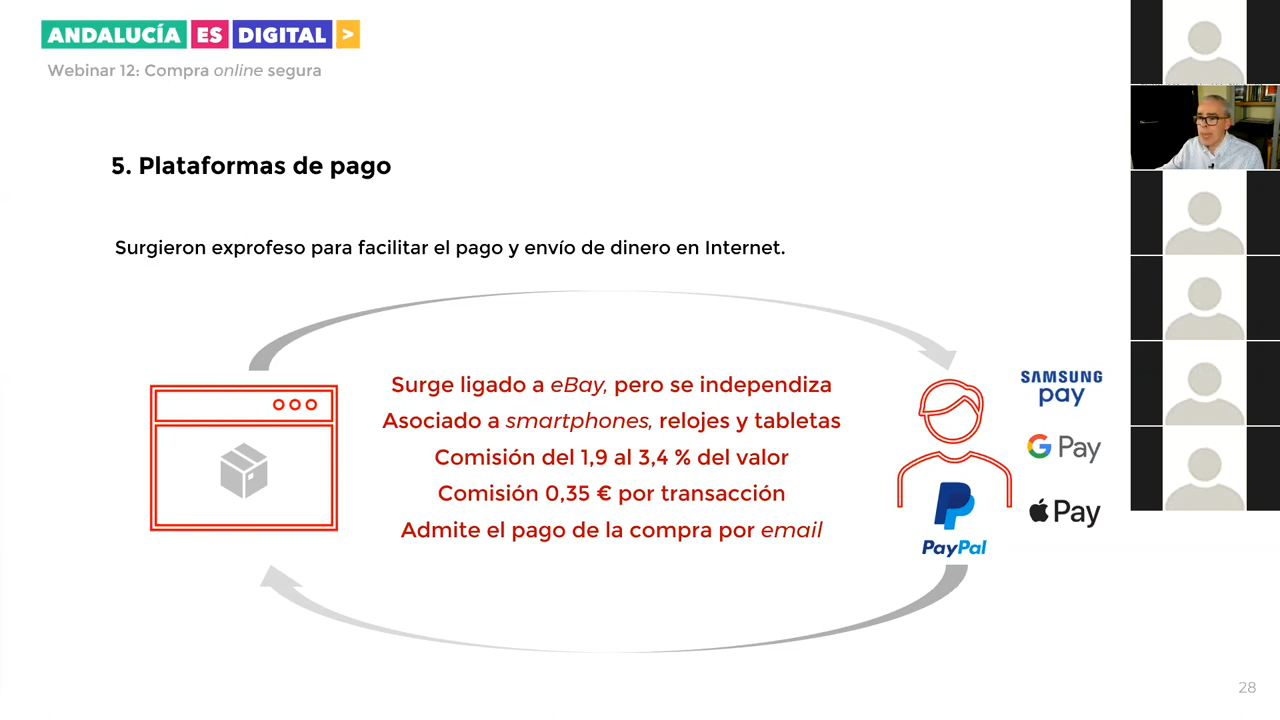 ANDALUCÍA ES DIGITAL >
Webinar 12: Compra online segura
5. Plataformas de pago
Surgieron exprofeso para facilitar el pago y envío de dinero en Internet.
Surge ligado a eBay, pero se independiza
Asociado a smartphones, relojes y tabletas
Comisión del 1,9 al 3,4 % del valor
Comisión 0,35 € por transacción
Admite el pago de la compra por email
SAMSUNG
pay
G Pay
Pay
PayPal
28